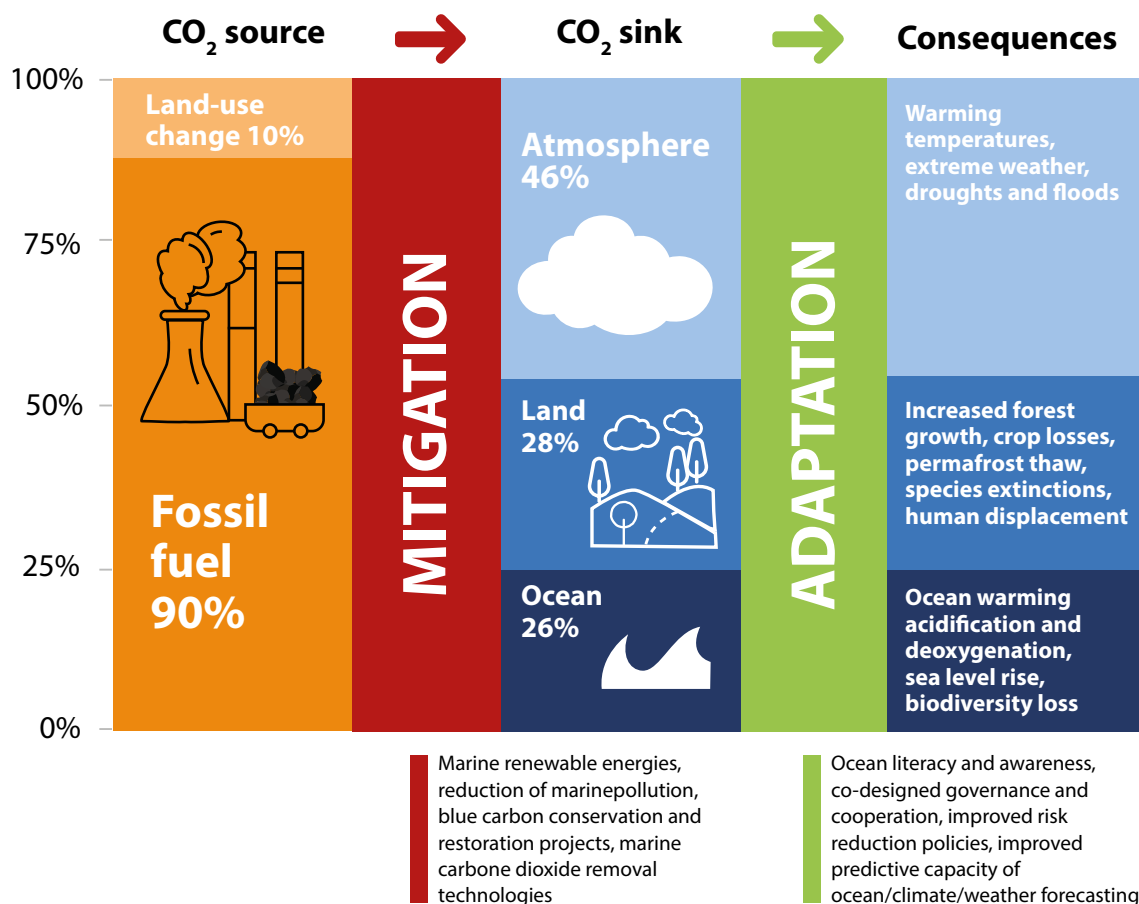 CO₂ source
CO₂ sink
Consequences
100%
75%
50%
25%
0%
Land-use
change 10%
Fossil
fuel
90%
MITIGATION
Atmosphere
46%
Land
28%
Ocean
26%
ADAPTATION
Warming
temperatures,
extreme weather,
droughts and floods
Increased forest
growth, crop losses,
permafrost thaw,
species extinctions,
human displacement
Ocean warming
acidification and
deoxygenation,
sea level rise,
biodiversity loss
Marine renewable energies,
reduction of marinepollution,
blue carbon conservation and
restoration projects, marine
carbone dioxide removal
technologies
Ocean literacy and awareness,
co-designed governance and
cooperation, improved risk
reduction policies, improved
predictive capacity of
ocean/climate/weather forecasting